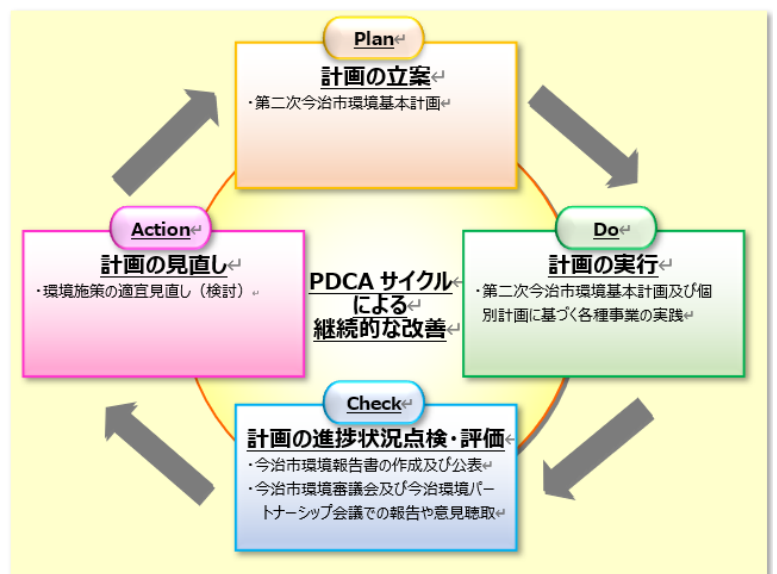 Plan
計画の立案
・第二次今治市環境基本計画
Action
計画の見直し
・環境施策の適宜見直し（検討）
PDCA サイクル
による
継続的な改善
Do
計画の実行
・第二次今治市環境基本計画及び個
別計画に基づく各種事業の実践
Check
計画の進捗状況点検・評価
・今治市環境報告書の作成及び公表
・今治市環境審議会及び今治環境パー
トナーシップ会議での報告や意見聴取